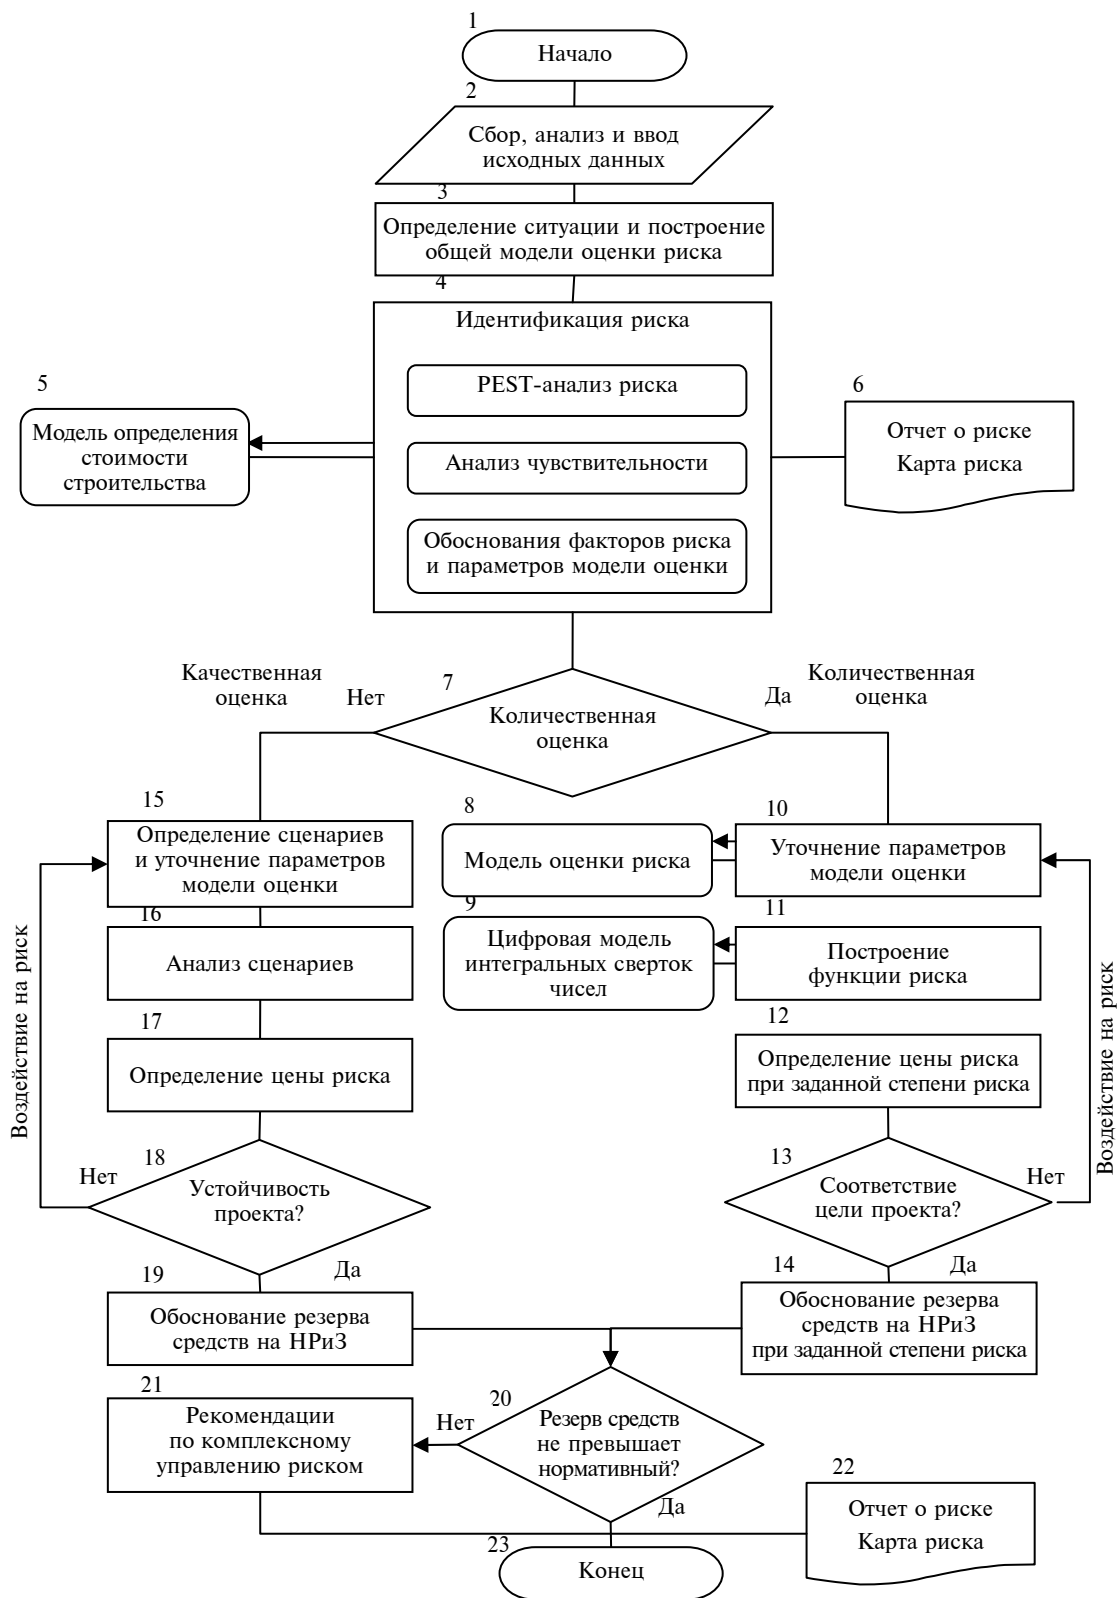 1
Начало
2
Сбор, анализ и ввод
исходных данных
3
Определение ситуации и построение
общей модели оценки риска
4
Идентификация риска
PEST-анализ риска
Анализ чувствительности
Обоснования факторов риска
и параметров модели оценки
5
Модель определения
стоимости
строительства
6
Отчет о риске
Карта риска
Качественная
оценка
Нет
7
Количественная
оценка
Да
Количественная
оценка
15
Определение сценариев
и уточнение параметров
модели оценки
8
Модель оценки риска
10
Уточнение параметров
модели оценки
16
Анализ сценариев
9
Цифровая модель
интегральных сверток
чисел
11
Построение
функции риска
17
Определение цены риска
12
Определение цены риска
при заданной степени риска
Воздействие на риск
Воздействие на риск
Нет
18
Устойчивость
проекта?
13
Соответствие
цели проекта?
Нет
Да
19
Обоснование резерва
средств на НРиЗ
Да
14
Обоснование резерва
средств на НРиЗ
при заданной степени риска
21
Рекомендации
по комплексному
управлению риском
Нет
20
Резерв средств
не превышает
нормативный?
Да
22
Отчет о риске
Карта риска
23
Конец